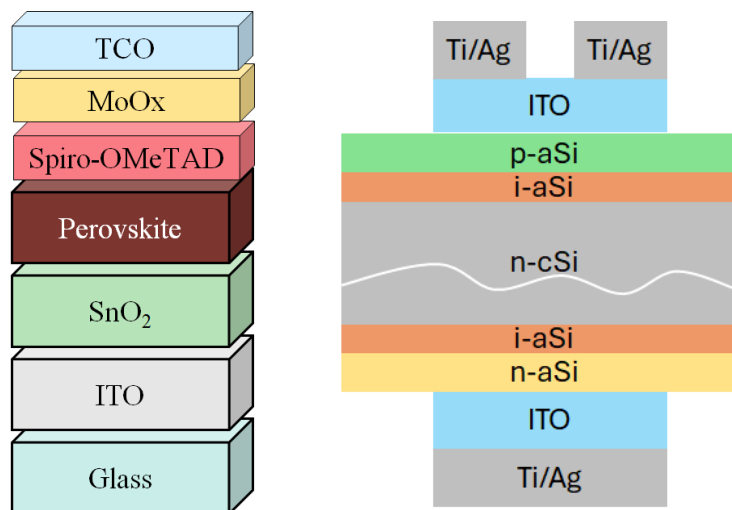 TCO
MoOx
Spiro-OMeTAD
Perovskite
SnO₂
ITO
Glass
Ti/Ag Ti/Ag
ITO
p-aSi
i-aSi
n-cSi
i-aSi
n-aSi
ITO
Ti/Ag